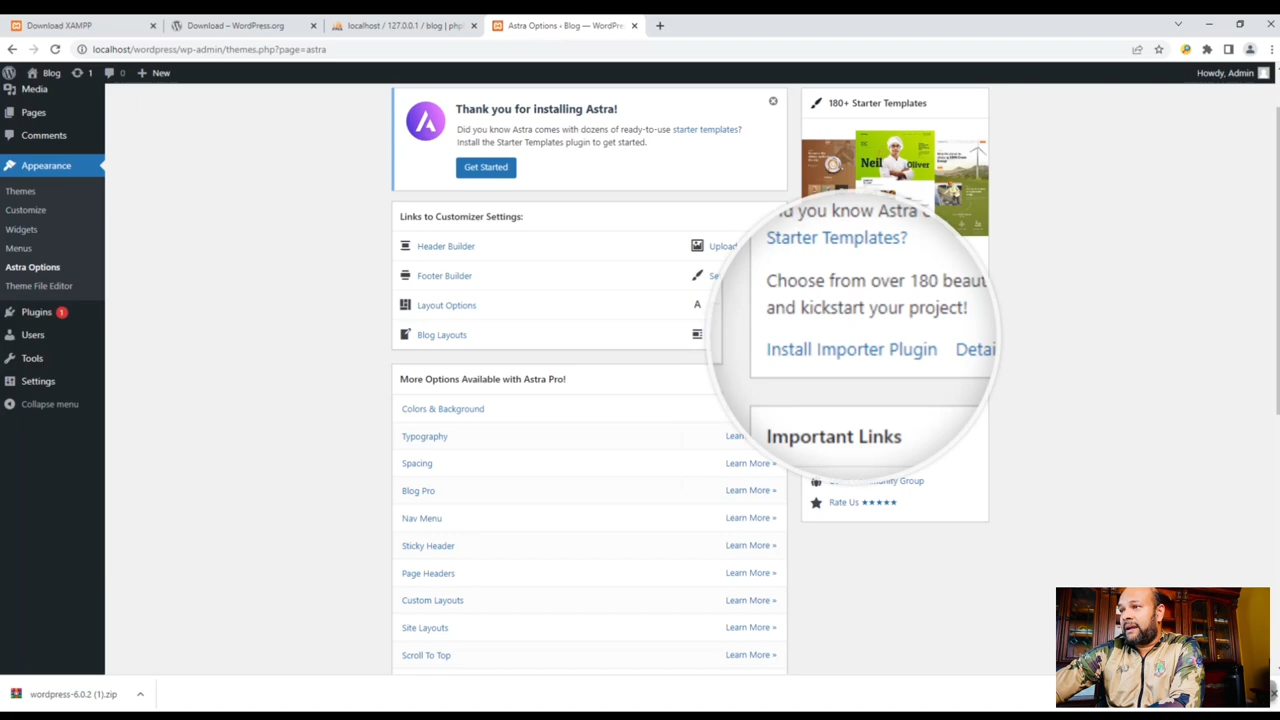 Download XAMPP
Download – WordPress.org
localhost / 127.0.0.1 / blog | php
Astra Options ‹ Blog — WordPre
localhost/wordpress/wp-admin/themes.php?page=astra
Blog
1
0
New
Howdy, Admin
Media
Pages
Comments
Appearance
Themes
Customize
Widgets
Menus
Astra Options
Theme File Editor
Plugins 1
Users
Tools
Settings
Collapse menu
Thank you for installing Astra!
Did you know Astra comes with dozens of ready-to-use starter templates?
Install the Starter Templates plugin to get started.
Get Started
Links to Customizer Settings:
Header Builder
Upload
Footer Builder
Se
Layout Options
A
Blog Layouts
More Options Available with Astra Pro!
Colors & Background
Typography
Learn
Spacing
Learn More »
Blog Pro
Learn More »
Nav Menu
Learn More »
Sticky Header
Learn More »
Page Headers
Learn More »
Custom Layouts
Learn More »
Site Layouts
Learn More »
Scroll To Top
Learn More »
180+ Starter Templates
Neil
Oliver
you know Astra
Starter Templates?
Choose from over 180 beaut
and kickstart your project!
Install Importer Plugin Detai
Important Links
Group
Rate Us ★★★★★
wordpress-6.0.2 (1).zip